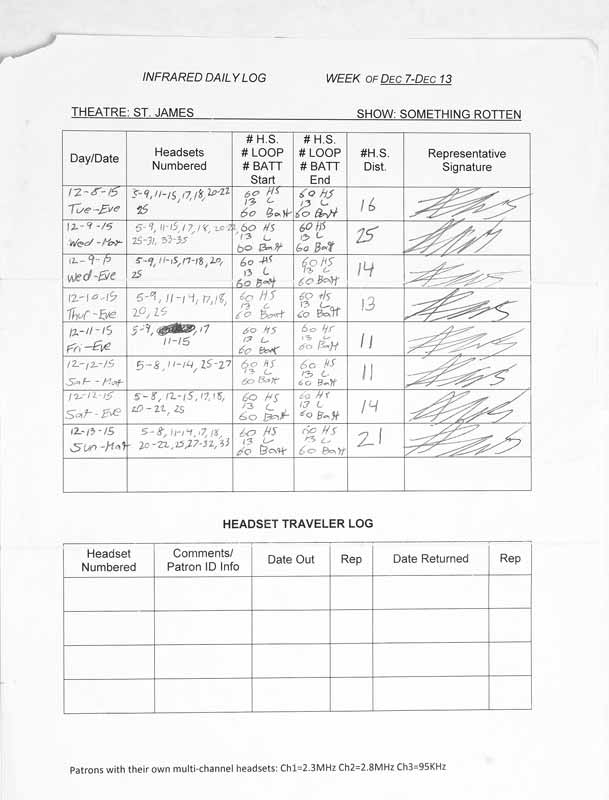 INFRARED DAILY LOG WEEK OF DEC 7-DEC 13
THEATRE: ST. JAMES SHOW: SOMETHING ROTTEN
Day/Date Headsets Numbered # H.S. # LOOP # BATT Start # H.S. # LOOP # BATT End #H.S. Dist. Representative Signature
12-8-15 5-9, 11-15, 17, 18, 20-22 60 HS 60 HS
Tue-Eve 25 13 L 13 L 16
60 Batt 60 Batt
12-9-15 5-9, 11-15, 17, 18, 20-22 60 HS 60 HS
Wed-Mat 25-31, 33-35 13 L 13 L 25
60 Batt 60 Batt
12-9-15 5-9, 11-15, 17-18, 20, 60 HS 60 HS
Wed-Eve 25 13 L 13 L 14
60 Batt 60 Batt
12-10-15 5-9, 11-14, 17, 18, 60 HS 60 HS
Thur-Eve 20, 25 13 L 13 L 13
60 Batt 60 Batt
12-11-15 5-9, 17 60 HS 60 HS
Fri-Eve 11-15 13 L 13 L 11
60 Batt 60 Batt
12-12-15 5-8, 11-14, 25-27 60 HS 60 HS
Sat-Mat 13 L 13 L 11
60 Batt 60 Batt
12-12-15 5-8, 12-15, 17, 18, 60 HS 60 HS
Sat-Eve 20-22, 25 13 L 13 L 14
60 Batt 60 Batt
12-13-15 5-8, 11-14, 17, 18, 60 HS 60 HS
Sun-Mat 20-22, 25, 27-32, 33 13 L 13 L 21
60 Batt 60 Batt
HEADSET TRAVELER LOG
Headset Numbered Comments/ Patron ID Info Date Out Rep Date Returned Rep
Patrons with their own multi-channel headsets: Ch1=2.3MHz Ch2=2.8MHz Ch3=95KHz